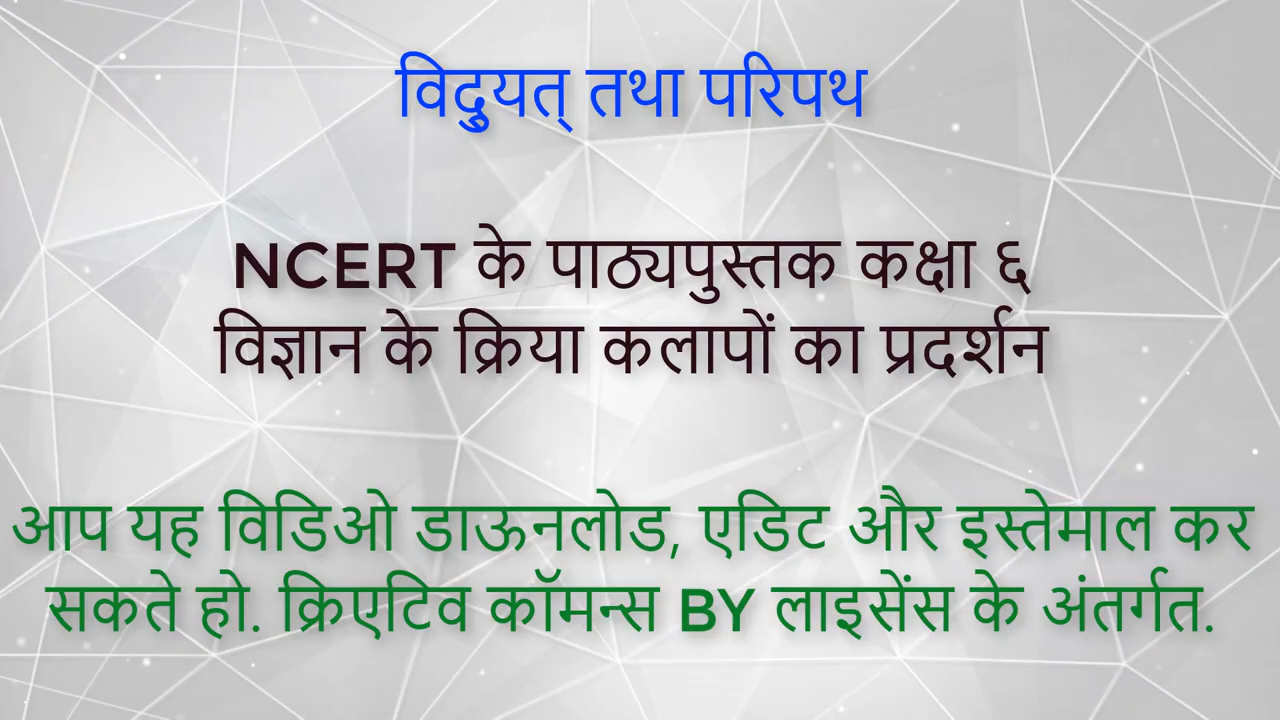 विद्युत् तथा परिपथ
NCERT के पाठ्यपुस्तक कक्षा ६
विज्ञान के क्रिया कलापों का प्रदर्शन
आप यह विडिओ डाऊनलोड, एडिट और इस्तेमाल कर
सकते हो. क्रिएटिव कॉमन्स BY लाइसेंस के अंतर्गत.